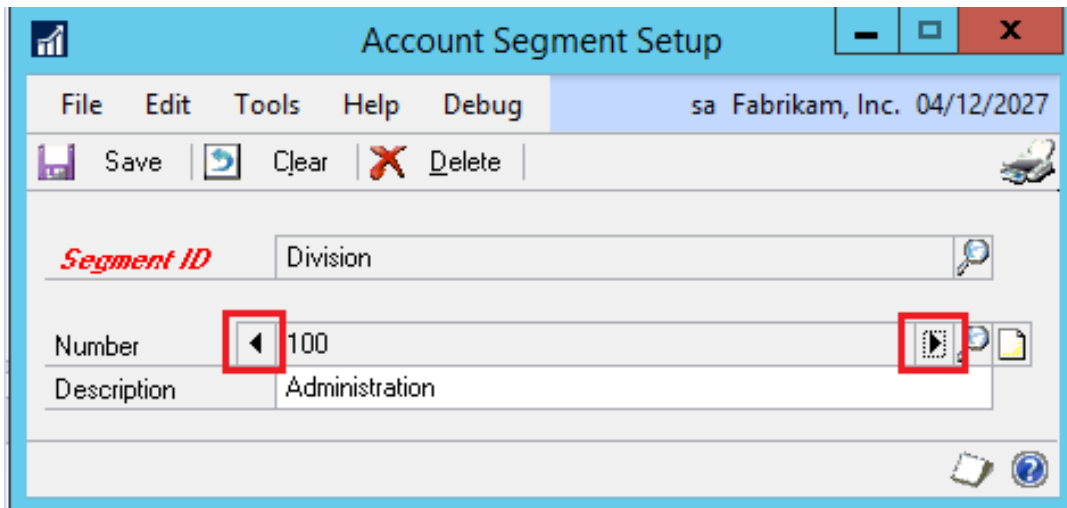 Account Segment Setup
File Edit Tools Help Debug sa Fabrikam, Inc. 04/12/2027
Save Clear Delete
Segment ID Division
Number 100
Description Administration